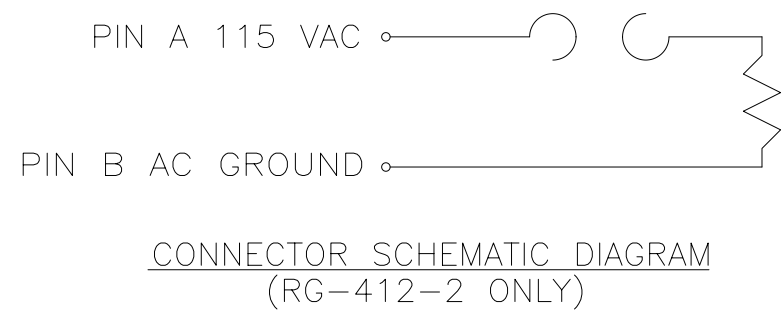 PIN A 115 VAC
PIN B AC GROUND
CONNECTOR SCHEMATIC DIAGRAM
(RG-412-2 ONLY)